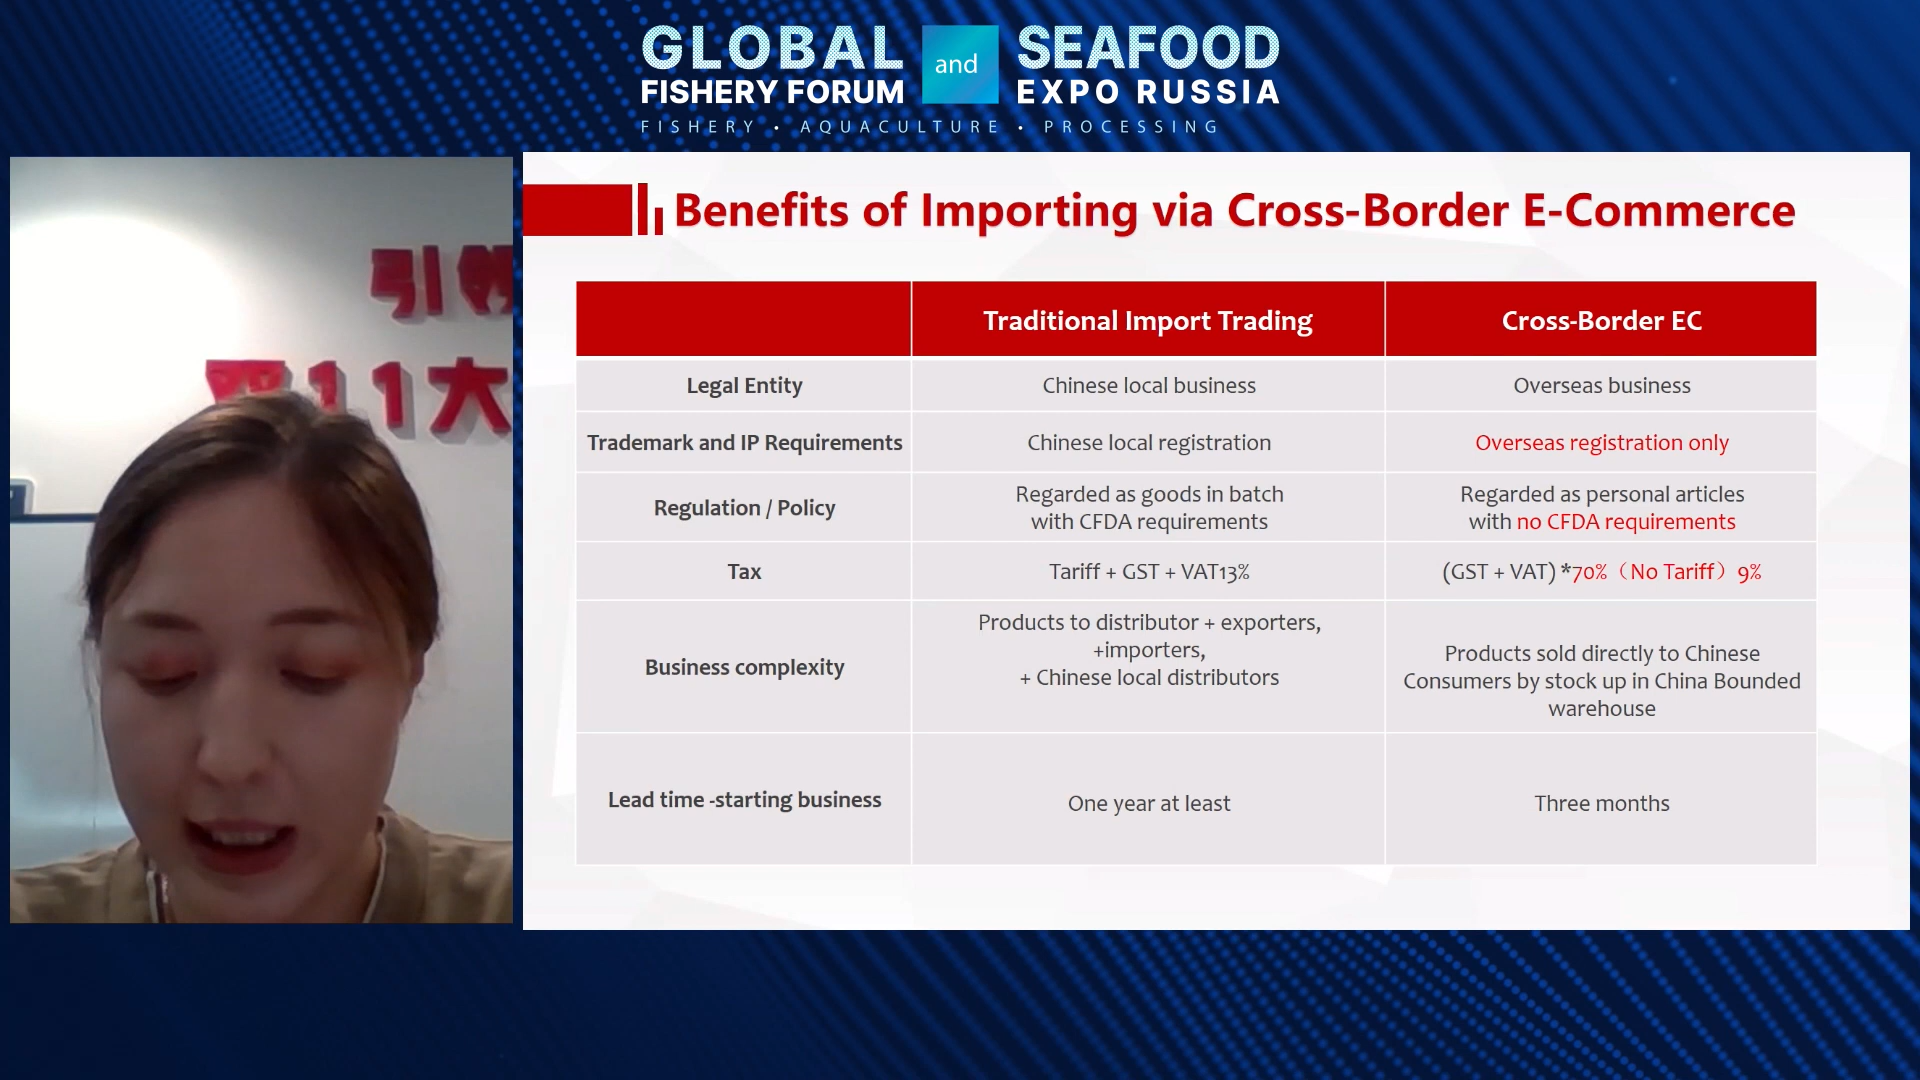 GLOBAL and SEAFOOD
FISHERY FORUM EXPO RUSSIA
FISHERY • AQUACULTURE • PROCESSING
11大
Benefits of Importing via Cross-Border E-Commerce
Traditional Import Trading
Cross-Border EC
Legal Entity
Chinese local business
Overseas business
Trademark and IP Requirements
Chinese local registration
Overseas registration only
Regulation / Policy
Regarded as goods in batch
with CFDA requirements
Regarded as personal articles
with no CFDA requirements
Tax
Tariff + GST + VAT13%
(GST + VAT) *70%（No Tariff）9%
Business complexity
Products to distributor + exporters,
+importers,
+ Chinese local distributors
Products sold directly to Chinese
Consumers by stock up in China Bounded
warehouse
Lead time -starting business
One year at least
Three months